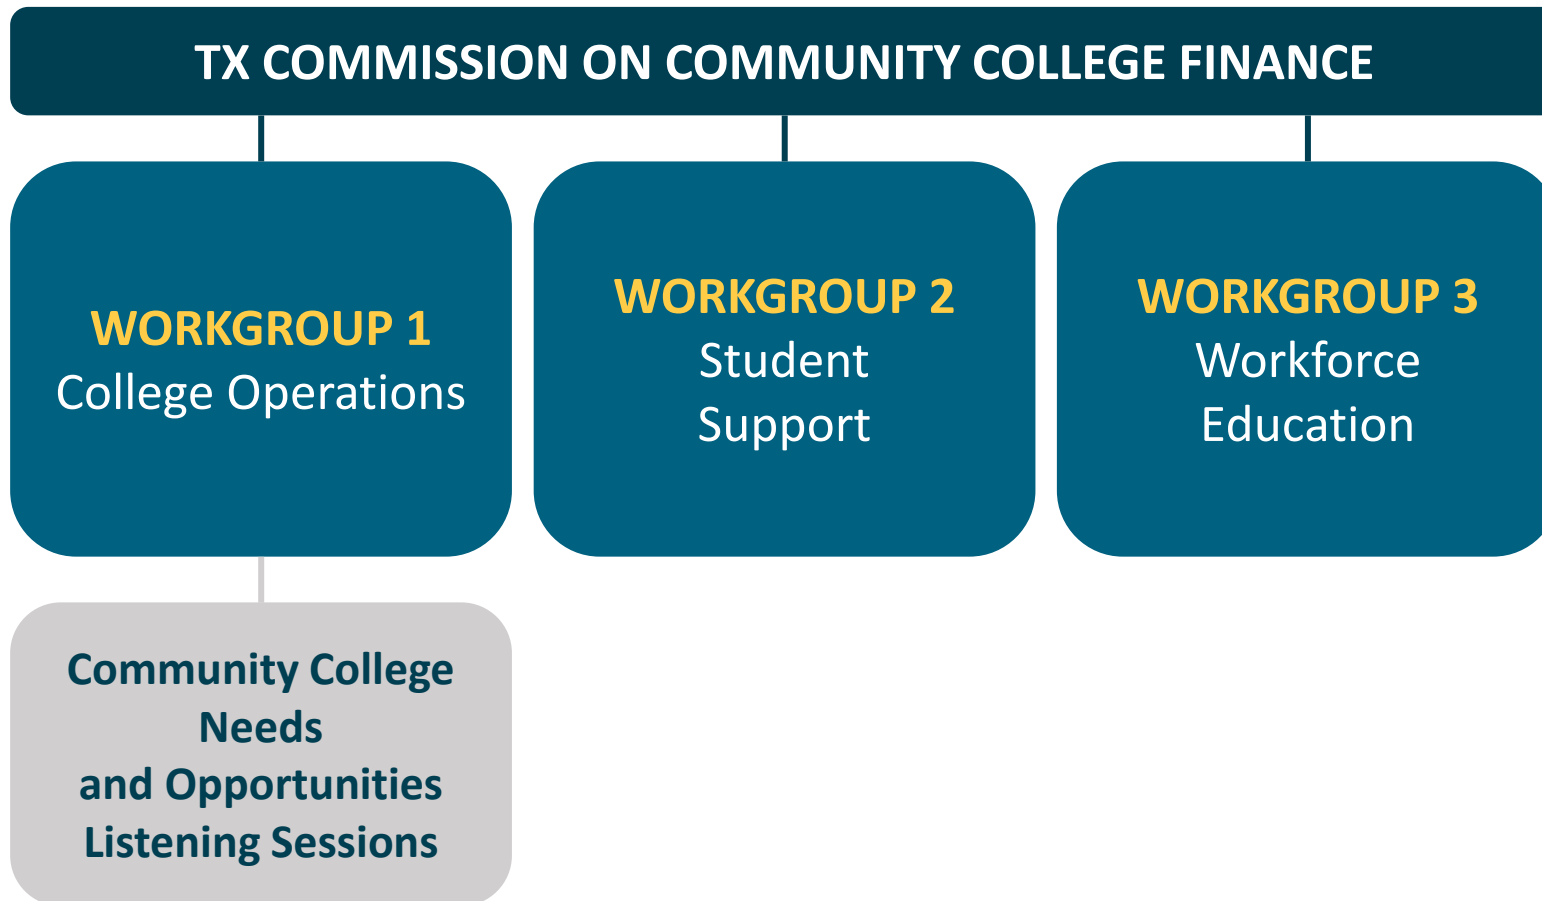 TX COMMISSION ON COMMUNITY COLLEGE FINANCE
WORKGROUP 1
College Operations
WORKGROUP 2
Student
Support
WORKGROUP 3
Workforce
Education
Community College
Needs
and Opportunities
Listening Sessions